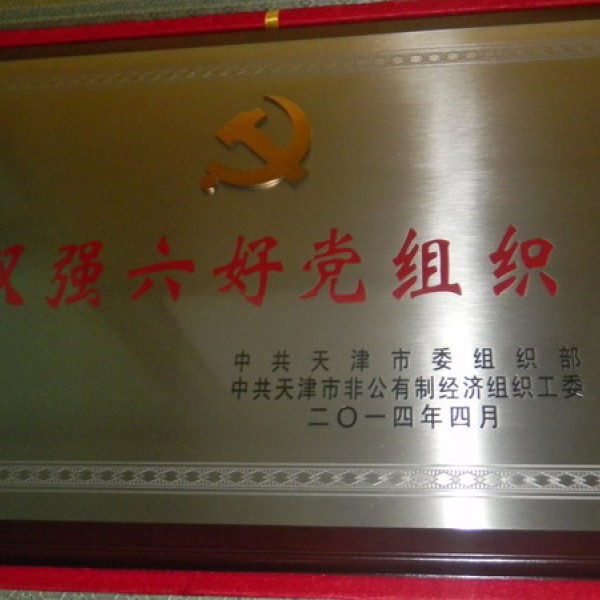 双强六好党组织
中共天津市委组织部
中共天津市非公有制经济组织工委
二〇一四年四月